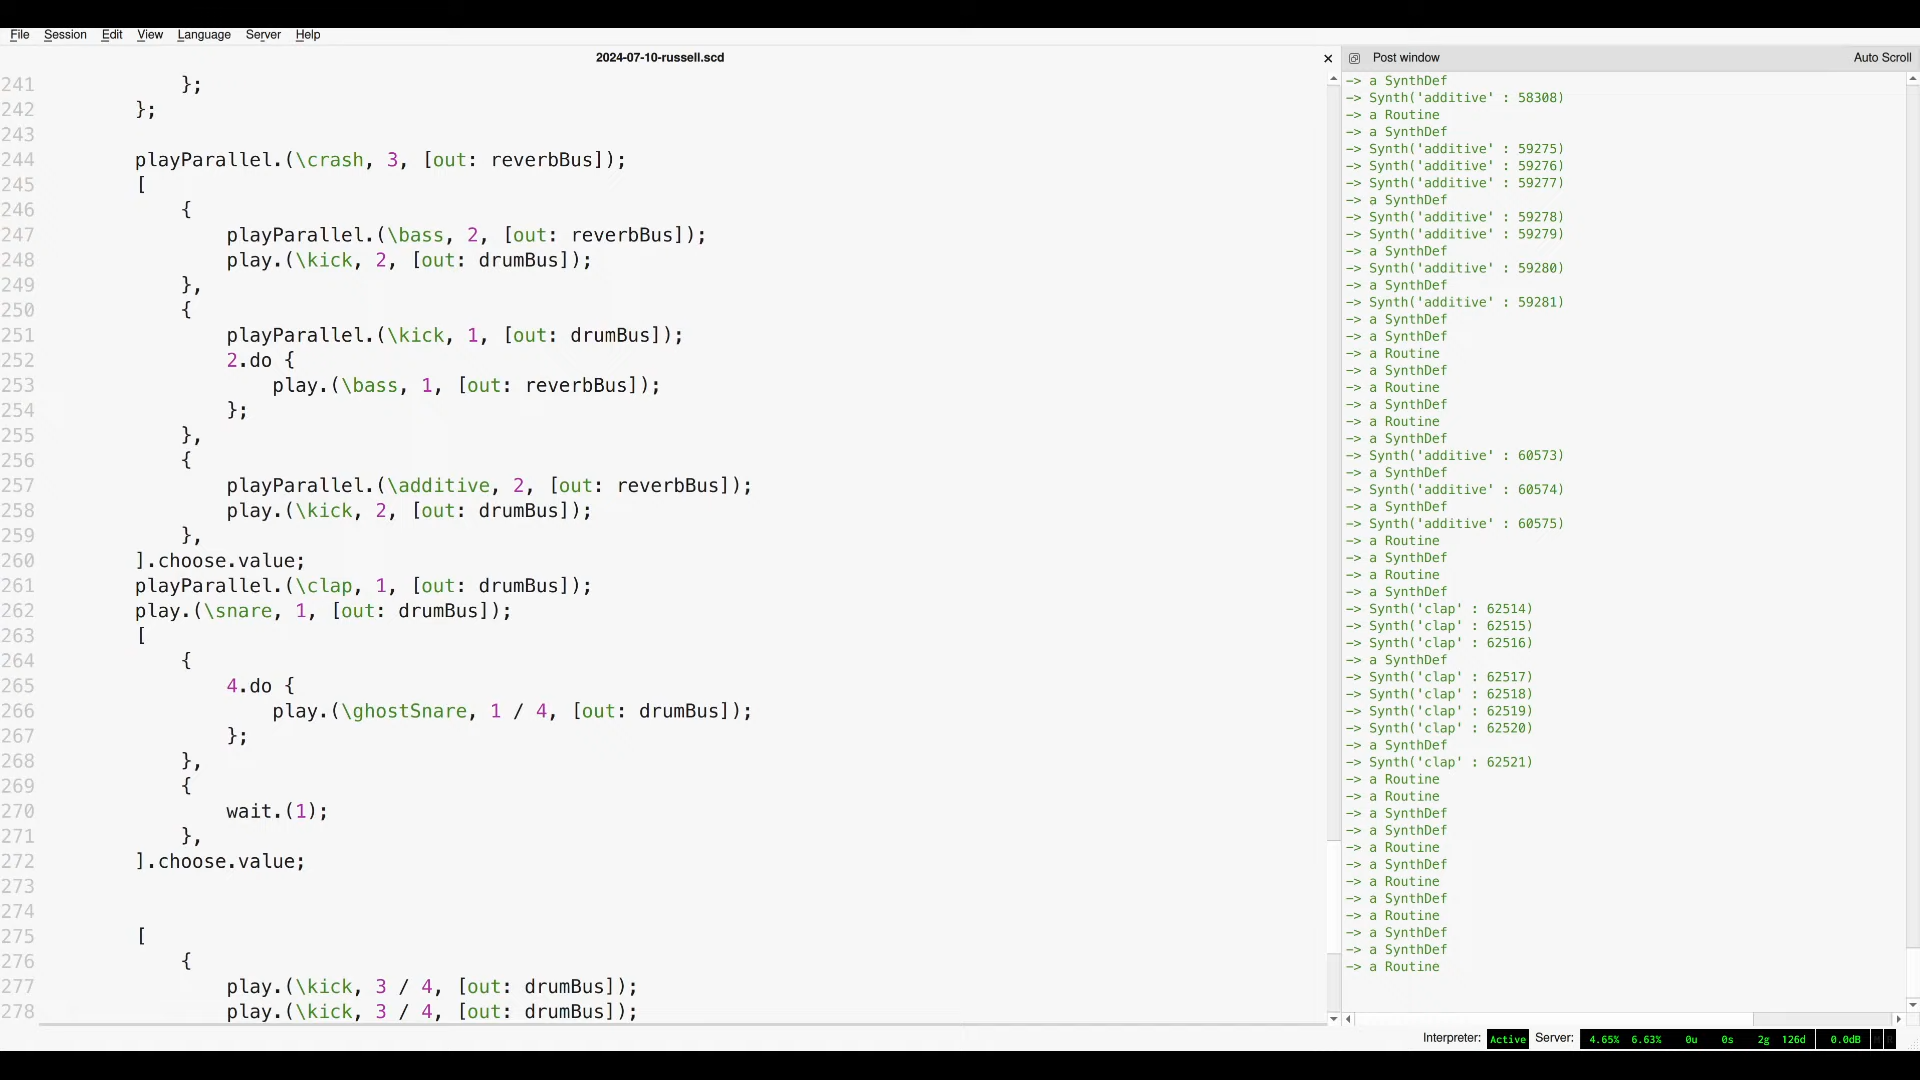 File Session Edit View Language Server Help
2024-07-10-russell.scd
241 };
242 };
243
244 playParallel.(\crash, 3, [out: reverbBus]);
245 [
246 {
247 playParallel.(\bass, 2, [out: reverbBus]);
248 play.(\kick, 2, [out: drumBus]);
249 },
250 {
251 playParallel.(\kick, 1, [out: drumBus]);
252 2.do {
253 play.(\bass, 1, [out: reverbBus]);
254 };
255 },
256 {
257 playParallel.(\additive, 2, [out: reverbBus]);
258 play.(\kick, 2, [out: drumBus]);
259 },
260 ].choose.value;
261 playParallel.(\clap, 1, [out: drumBus]);
262 play.(\snare, 1, [out: drumBus]);
263 [
264 {
265 4.do {
266 play.(\ghostSnare, 1 / 4, [out: drumBus]);
267 };
268 },
269 {
270 wait.(1);
271 },
272 ].choose.value;
273
274
275 [
276 {
277 play.(\kick, 3 / 4, [out: drumBus]);
278 play.(\kick, 3 / 4, [out: drumBus]);
Post window Auto Scroll
-> a SynthDef
-> Synth('additive' : 58308)
-> a Routine
-> a SynthDef
-> Synth('additive' : 59275)
-> Synth('additive' : 59276)
-> Synth('additive' : 59277)
-> a SynthDef
-> Synth('additive' : 59278)
-> Synth('additive' : 59279)
-> a SynthDef
-> Synth('additive' : 59280)
-> a SynthDef
-> Synth('additive' : 59281)
-> a SynthDef
-> a SynthDef
-> a Routine
-> a SynthDef
-> a Routine
-> a SynthDef
-> a Routine
-> a SynthDef
-> Synth('additive' : 60573)
-> a SynthDef
-> Synth('additive' : 60574)
-> a SynthDef
-> Synth('additive' : 60575)
-> a Routine
-> a SynthDef
-> a Routine
-> a SynthDef
-> Synth('clap' : 62514)
-> Synth('clap' : 62515)
-> Synth('clap' : 62516)
-> a SynthDef
-> Synth('clap' : 62517)
-> Synth('clap' : 62518)
-> Synth('clap' : 62519)
-> Synth('clap' : 62520)
-> a SynthDef
-> Synth('clap' : 62521)
-> a Routine
-> a Routine
-> a SynthDef
-> a SynthDef
-> a Routine
-> a SynthDef
-> a Routine
-> a SynthDef
-> a Routine
-> a SynthDef
-> a SynthDef
-> a Routine
Interpreter: Active Server: 4.65% 6.63% 0u 0s 2g 126d 0.0dB